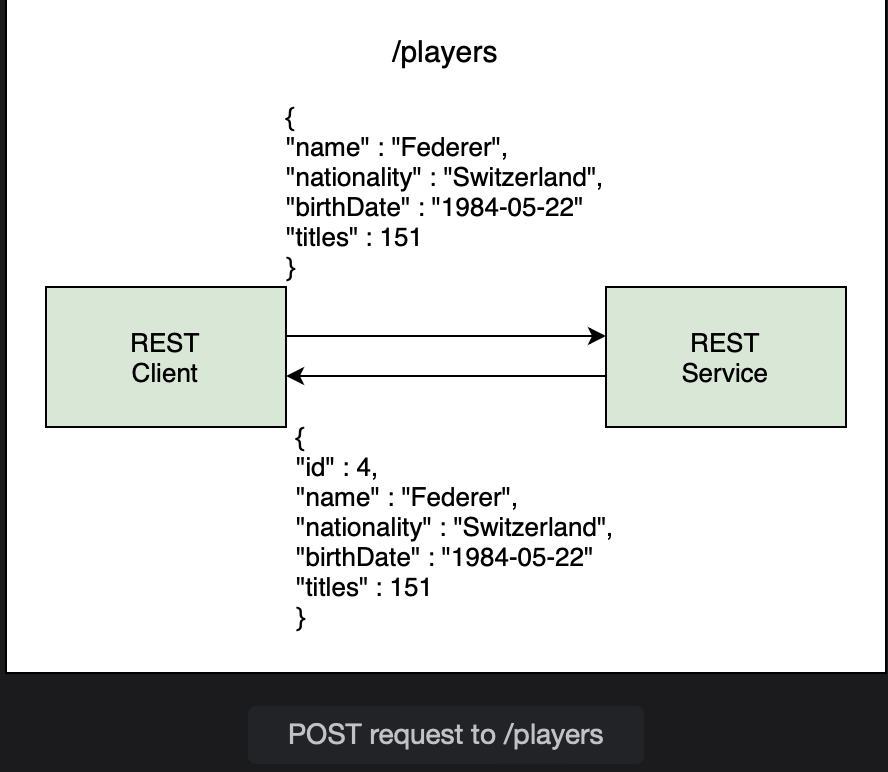 /players
{
"name" : "Federer",
"nationality" : "Switzerland",
"birthDate" : "1984-05-22"
"titles" : 151
}
REST
Client
REST
Service
{
"id" : 4,
"name" : "Federer",
"nationality" : "Switzerland",
"birthDate" : "1984-05-22"
"titles" : 151
}
POST request to /players